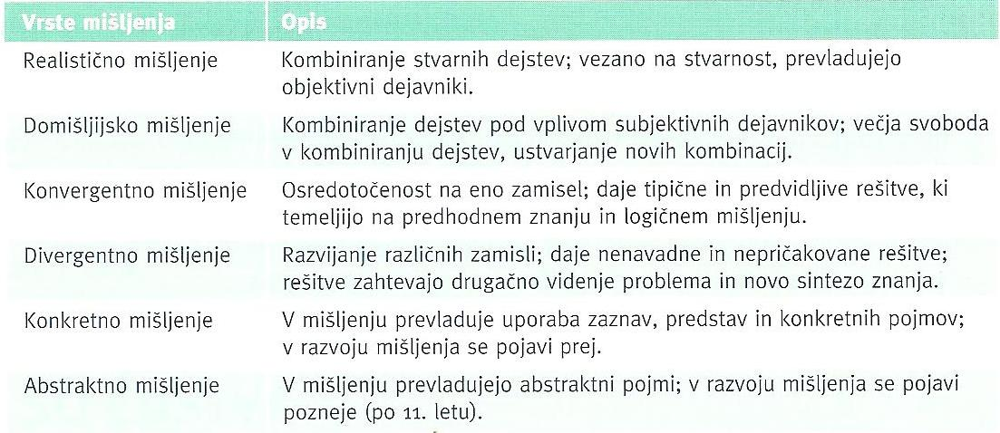 Vrste mišljenja Opis
Realistično mišljenje Kombiniranje stvarnih dejstev; vezano na stvarnost, prevladujejo
objektivni dejavniki.
Domišljijsko mišljenje Kombiniranje dejstev pod vplivom subjektivnih dejavnikov; večja svoboda
v kombiniranju dejstev, ustvarjanje novih kombinacij.
Konvergentno mišljenje Osredotočenost na eno zamisel; daje tipične in predvidljive rešitve, ki
temeljijo na predhodnem znanju in logičnem mišljenju.
Divergentno mišljenje Razvijanje različnih zamisli; daje nenavadne in nepričakovane rešitve;
rešitve zahtevajo drugačno videnje problema in novo sintezo znanja.
Konkretno mišljenje V mišljenju prevladuje uporaba zaznav, predstav in konkretnih pojmov;
v razvoju mišljenja se pojavi prej.
Abstraktno mišljenje V mišljenju prevladujejo abstraktni pojmi; v razvoju mišljenja se pojavi
pozneje (po 11. letu).